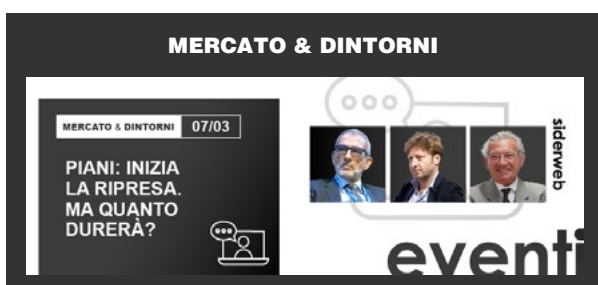 MERCATO & DINTORNI
MERCATO & DINTORNI 07/03
PIANI: INIZIA
LA RIPRESA.
MA QUANTO
DURERÀ?
siderweb
eventi